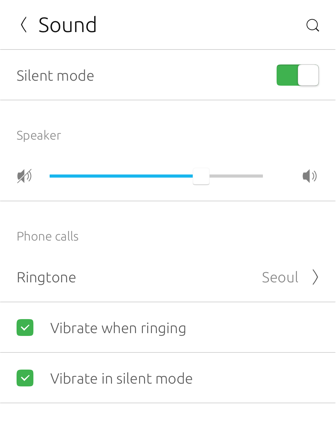 Sound
Silent mode
Speaker
Phone calls
Ringtone Seoul
Vibrate when ringing
Vibrate in silent mode